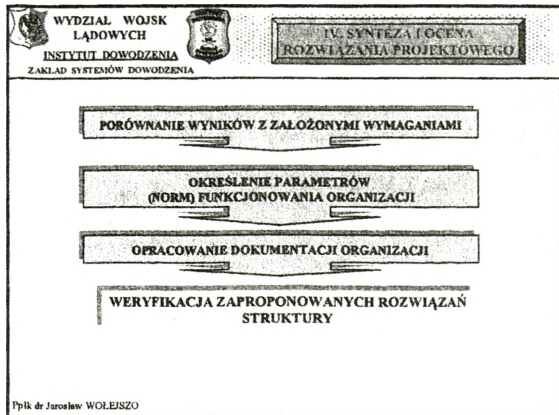 WYDZIAŁ WOJSK
LĄDOWYCH
INSTYTUT DOWODZENIA
ZAKŁAD SYSTEMÓW DOWODZENIA
IV. SYNTEZA I OCENA
ROZWIĄZANIA PROJEKTOWEGO
PORÓWNANIE WYNIKÓW Z ZAŁOŻONYMI WYMAGANIAMI
OKREŚLENIE PARAMETRÓW
(NORM) FUNKCJONOWANIA ORGANIZACJI
OPRACOWANIE DOKUMENTACJI ORGANIZACJI
WERYFIKACJA ZAPROPONOWANYCH ROZWIĄZAŃ
STRUKTURY
Ppłk dr Jarosław WOŁEJSZO